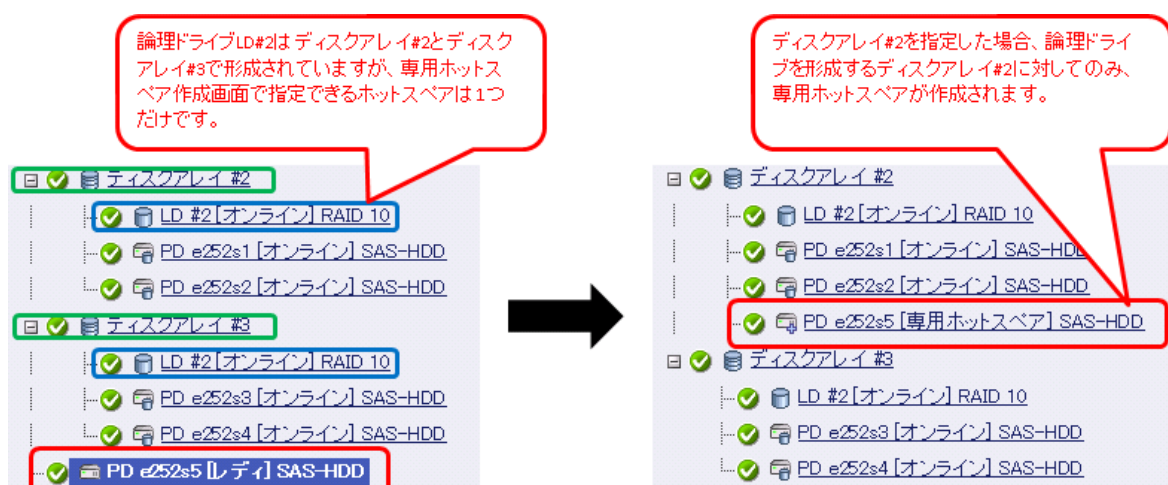 論理ドライブLD#2は ディスクアレイ#2とディスク
アレイ#3で形成されていますが、専用ホットス
ペア作成画面で指定できるホットスペアは1つ
だけです。
ディスクアレイ#2を指定した場合、論理ドライ
ブを形成するディスクアレイ#2に対してのみ、
専用ホットスペアが作成されます。
ディスクアレイ #2
LD #2 [オンライン] RAID 10
PD e252s1 [オンライン] SAS-HDD
PD e252s2 [オンライン] SAS-HDD
ディスクアレイ #3
LD #2 [オンライン] RAID 10
PD e252s3 [オンライン] SAS-HDD
PD e252s4 [オンライン] SAS-HDD
PD e252s5 [レディ] SAS-HDD
ディスクアレイ #2
LD #2 [オンライン] RAID 10
PD e252s1 [オンライン] SAS-HDD
PD e252s2 [オンライン] SAS-HDD
PD e252s5 [専用ホットスペア] SAS-HDD
ディスクアレイ #3
LD #2 [オンライン] RAID 10
PD e252s3 [オンライン] SAS-HDD
PD e252s4 [オンライン] SAS-HDD